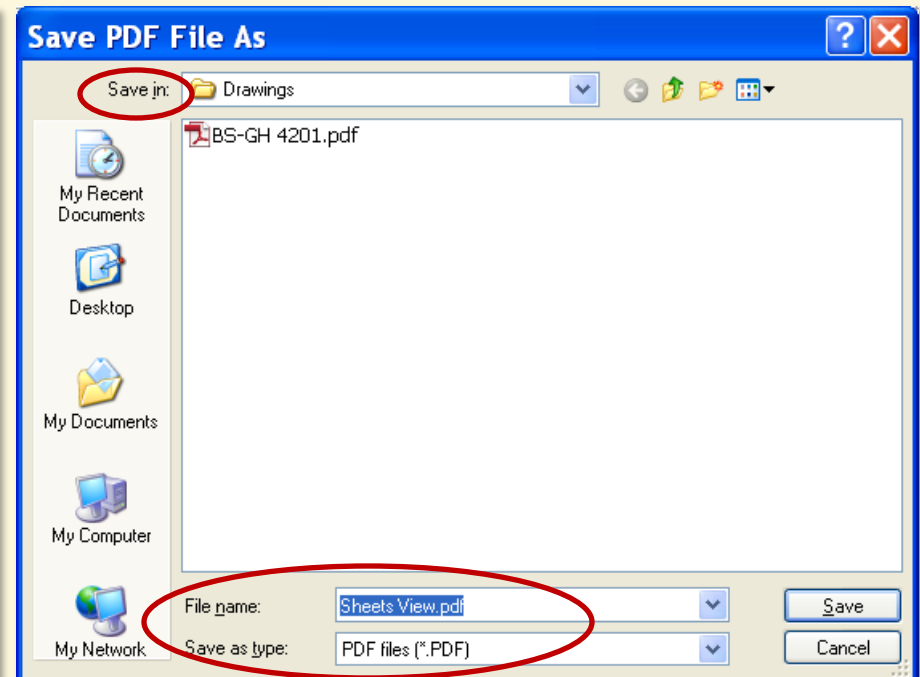 Save PDF File As
Save in: Drawings
BS-GH 4201.pdf
My Recent
Documents
Desktop
My Documents
My Computer
My Network
File name: Sheets View.pdf Save
Save as type: PDF files (*.PDF) Cancel